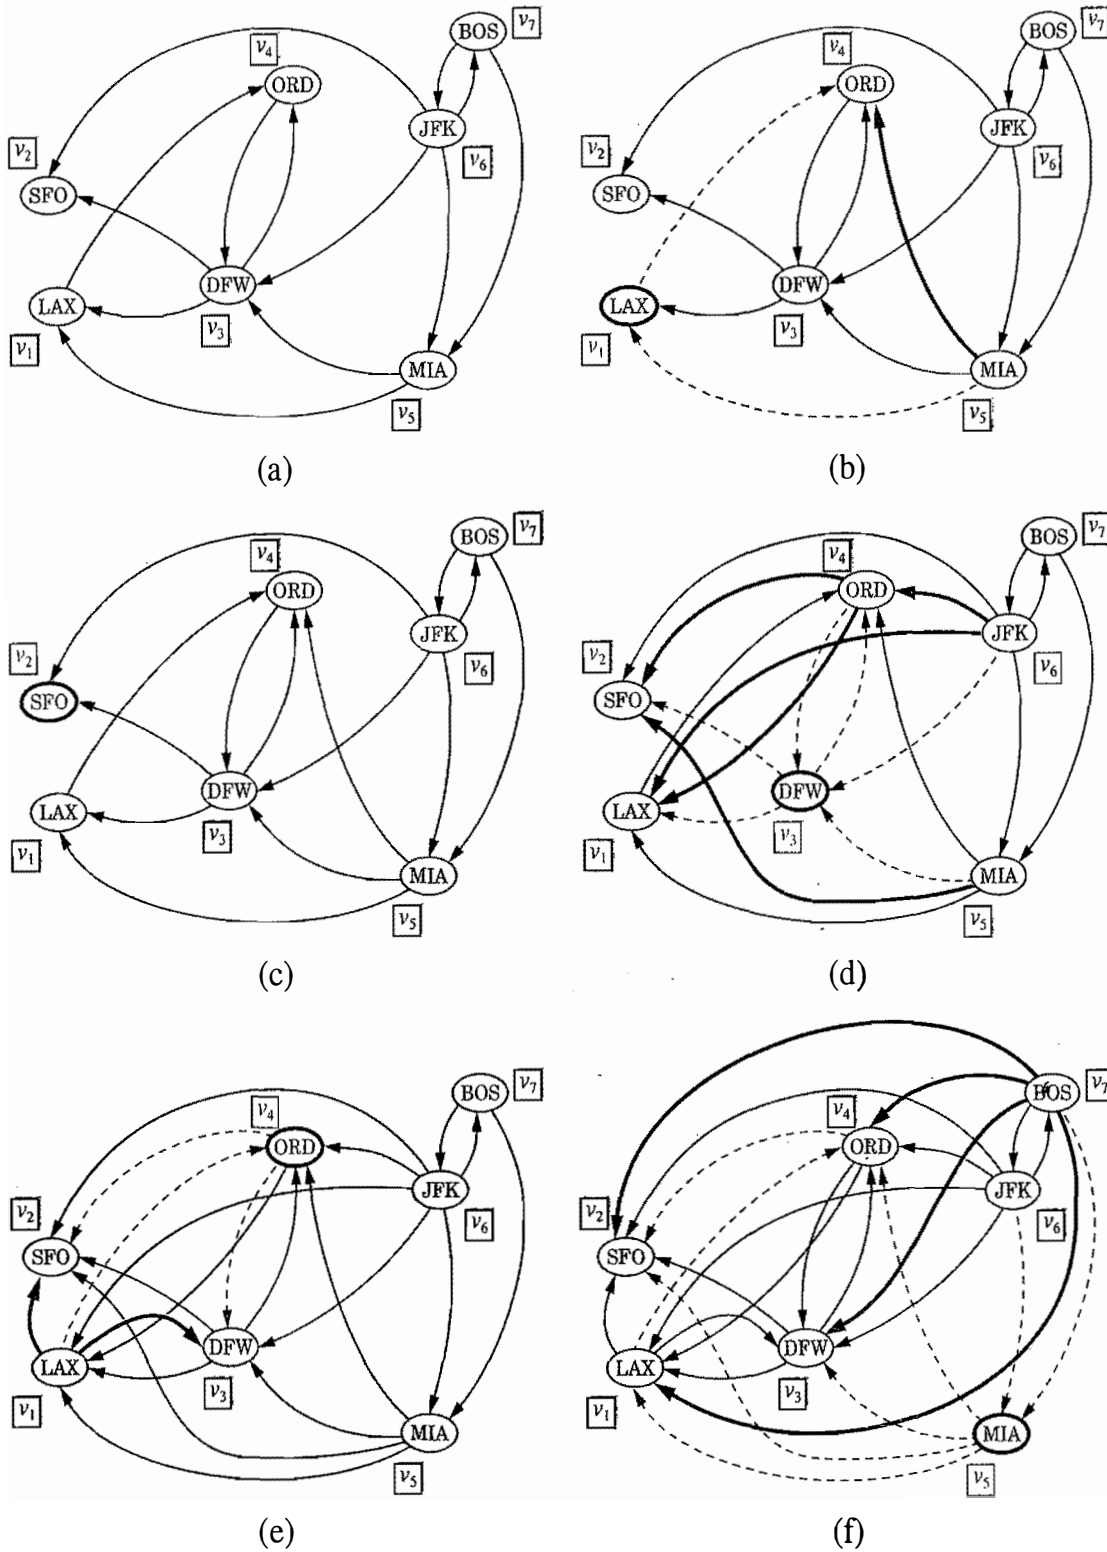 BOS v7
v4
ORD
JFK
v2
v6
SFO
DFW
LAX
v3
v1
MIA
v5
(a)
BOS v7
v4
ORD
JFK
v2
v6
SFO
DFW
LAX
v3
v1
MIA
v5
(b)
BOS v7
v4
ORD
JFK
v2
v6
SFO
DFW
LAX
v3
v1
MIA
v5
(c)
BOS v7
v4
ORD
JFK
v2
v6
SFO
DFW
LAX
v3
v1
MIA
v5
(d)
BOS v7
v4
ORD
JFK
v2
v6
SFO
DFW
LAX
v3
v1
MIA
v5
(e)
BOS v7
v4
ORD
JFK
v2
v6
SFO
DFW
LAX
v3
v1
MIA
v5
(f)